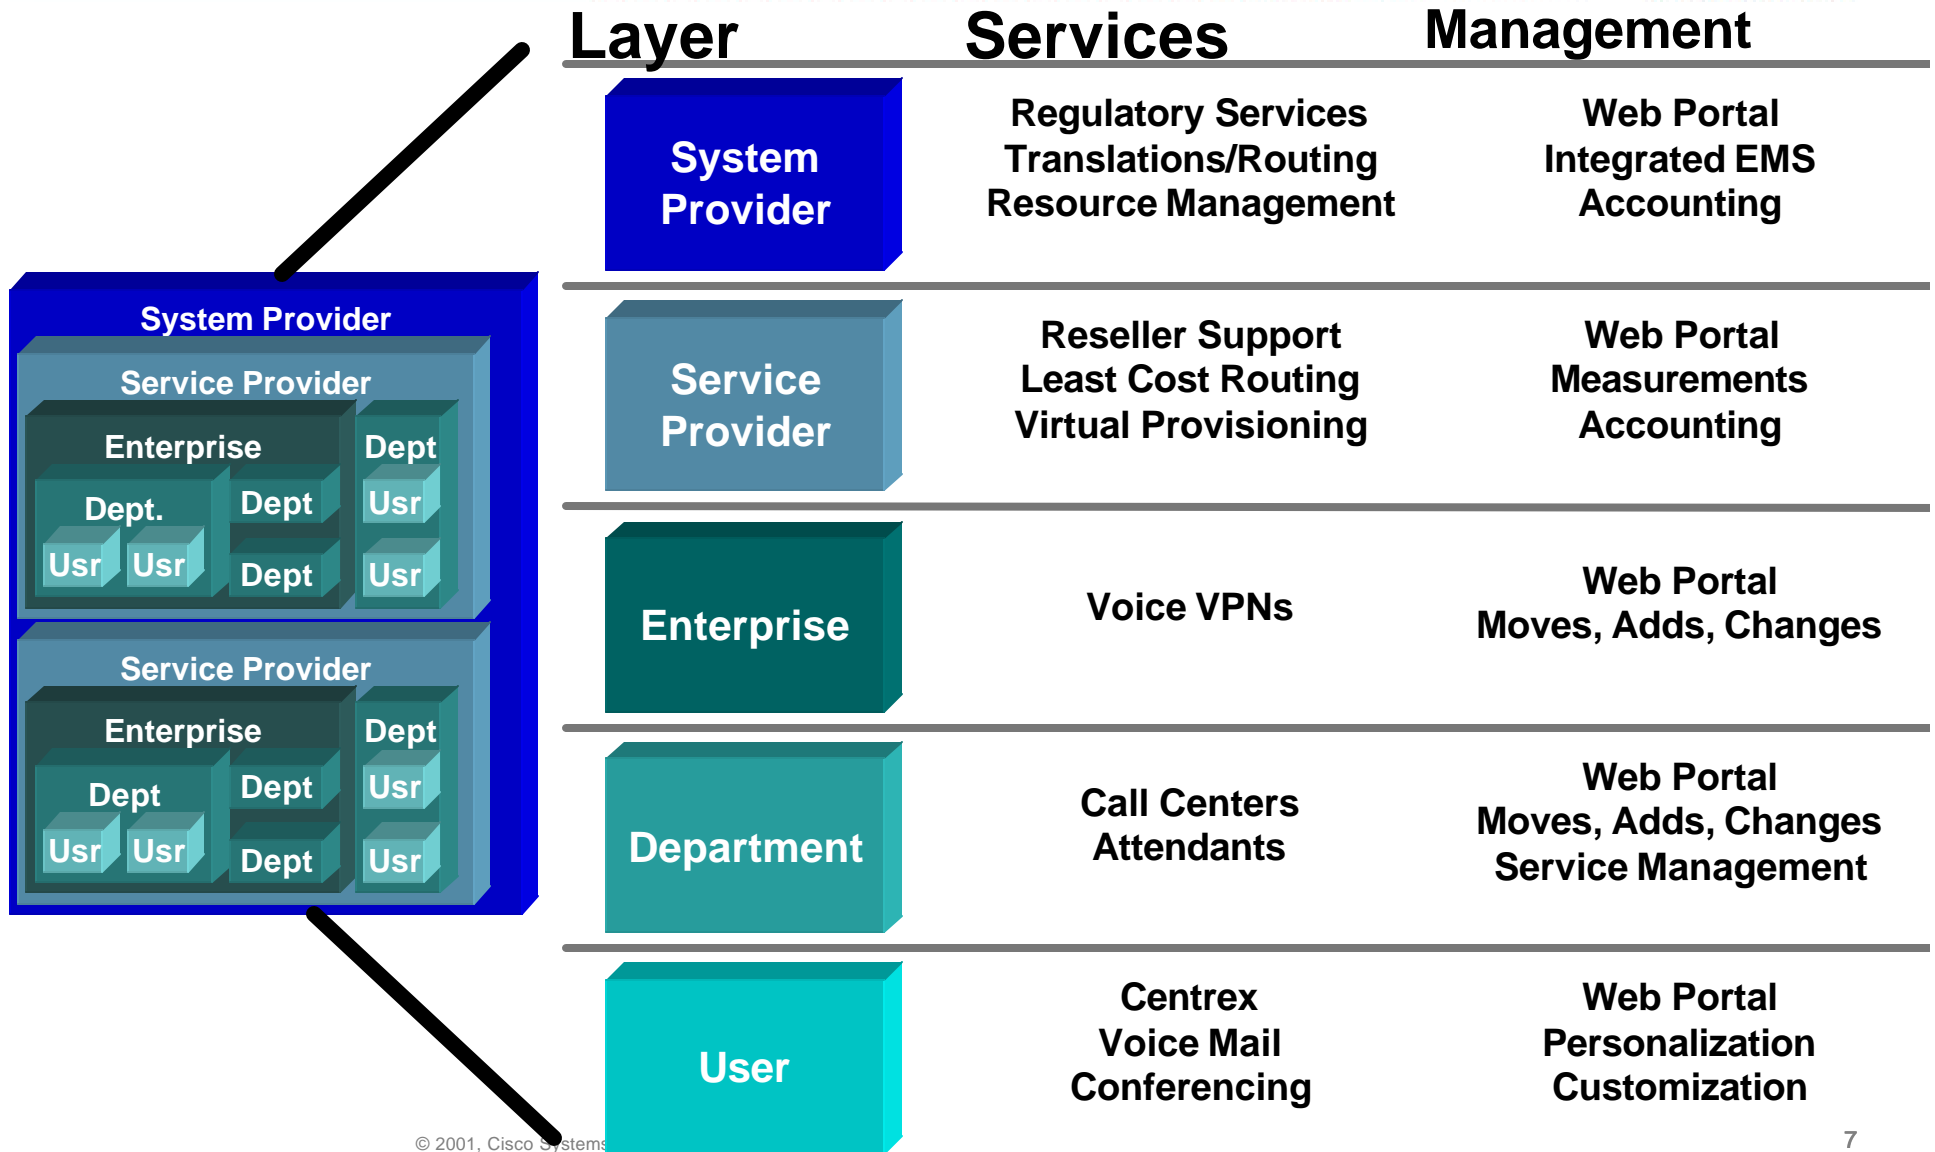 Layer Services Management
System Provider
Service Provider
Enterprise
Dept
Dept.
Usr
Usr
Dept
Dept
Usr
Usr
Service Provider
Enterprise
Dept
Dept
Usr
Usr
Dept
Dept
Usr
Usr
System
Provider
Regulatory Services
Translations/Routing
Resource Management
Web Portal
Integrated EMS
Accounting
Service
Provider
Reseller Support
Least Cost Routing
Virtual Provisioning
Web Portal
Measurements
Accounting
Enterprise
Voice VPNs
Web Portal
Moves, Adds, Changes
Department
Call Centers
Attendants
Web Portal
Moves, Adds, Changes
Service Management
User
Centrex
Voice Mail
Conferencing
Web Portal
Personalization
Customization
© 2001, Cisco Systems
7